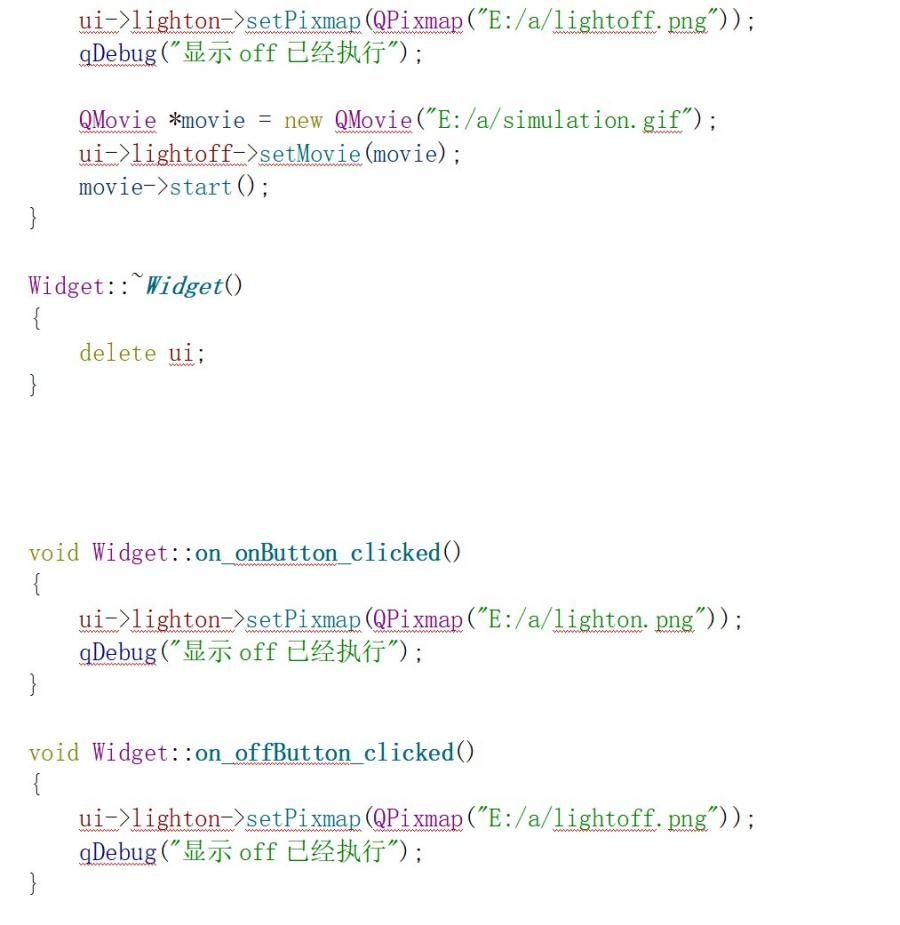 ui->lighton->setPixmap(QPixmap("E:/a/lightoff.png"));
qDebug("显示 off 已经执行");
QMovie *movie = new QMovie("E:/a/simulation.gif");
ui->lightoff->setMovie(movie);
movie->start();
}
Widget::~Widget()
{
delete ui;
}
void Widget::on_onButton_clicked()
{
ui->lighton->setPixmap(QPixmap("E:/a/lighton.png"));
qDebug("显示 off 已经执行");
}
void Widget::on_offButton_clicked()
{
ui->lighton->setPixmap(QPixmap("E:/a/lightoff.png"));
qDebug("显示 off 已经执行");
}